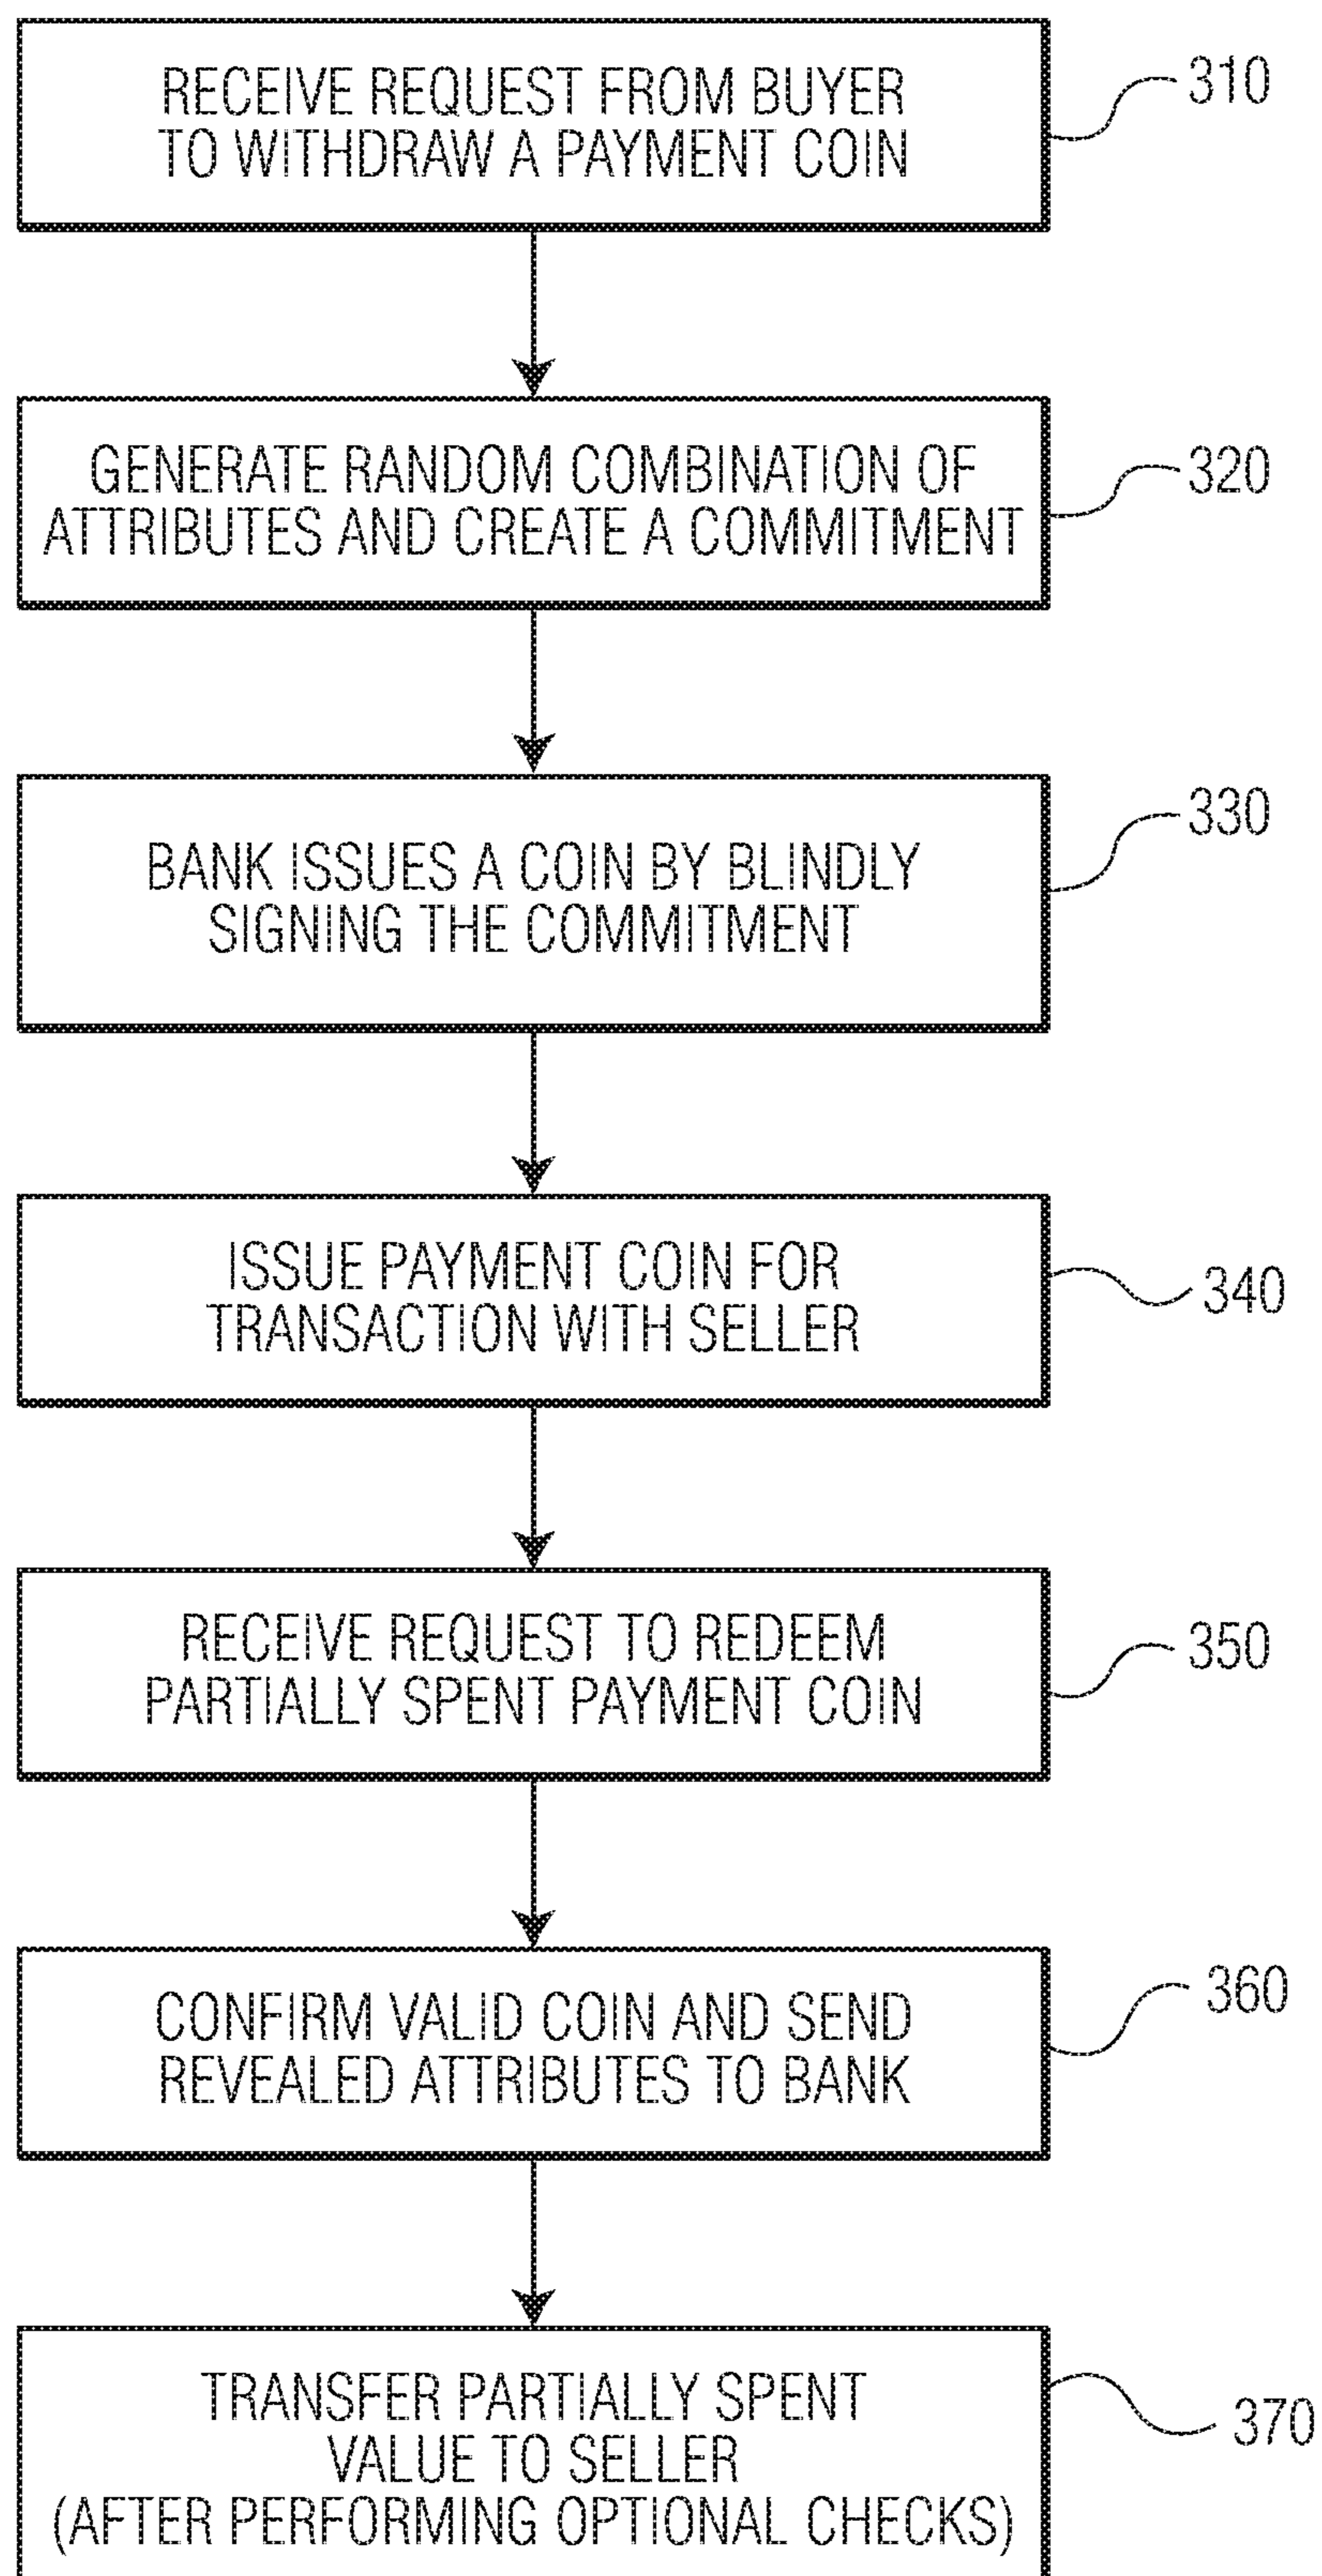 RECEIVE REQUEST FROM BUYER
TO WITHDRAW A PAYMENT COIN
310
GENERATE RANDOM COMBINATION OF
ATTRIBUTES AND CREATE A COMMITMENT
320
BANK ISSUES A COIN BY BLINDLY
SIGNING THE COMMITMENT
330
ISSUE PAYMENT COIN FOR
TRANSACTION WITH SELLER
340
RECEIVE REQUEST TO REDEEM
PARTIALLY SPENT PAYMENT COIN
350
CONFIRM VALID COIN AND SEND
REVEALED ATTRIBUTES TO BANK
360
TRANSFER PARTIALLY SPENT
VALUE TO SELLER
(AFTER PERFORMING OPTIONAL CHECKS)
370